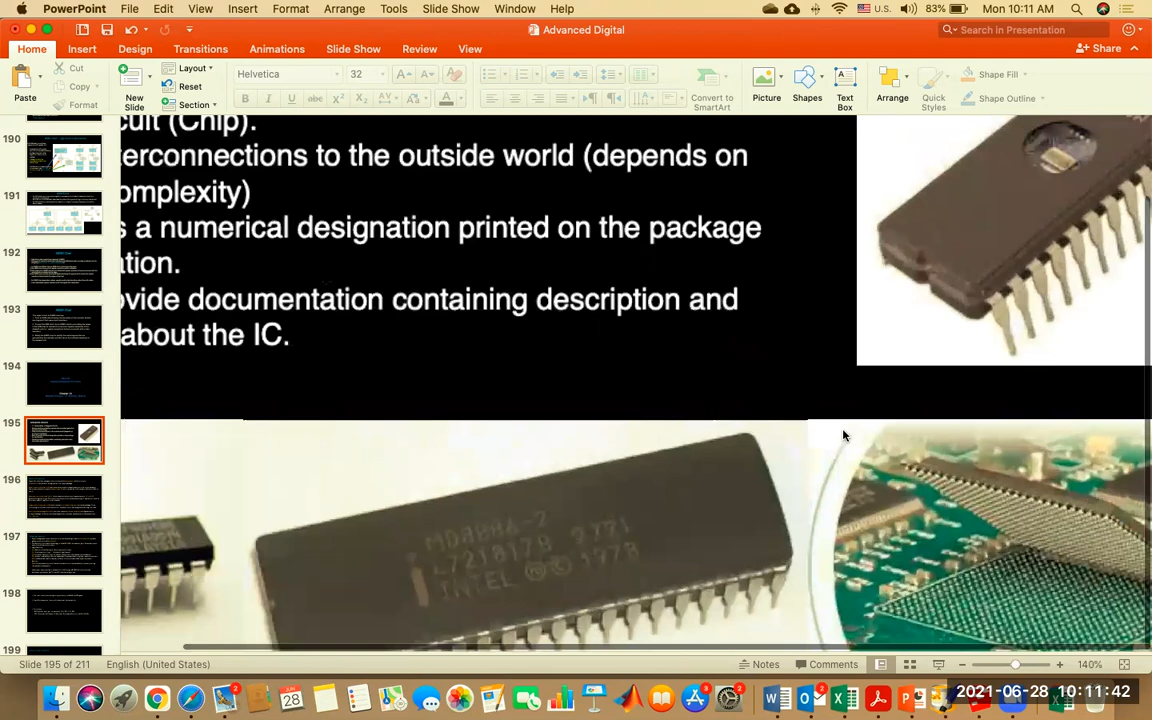 PowerPoint File Edit View Insert Format Arrange Tools Slide Show Window Help U.S. 83% Mon 10:11 AM
Advanced Digital
Search in Presentation
Home Insert Design Transitions Animations Slide Show Review View Share
Paste
Cut
Copy
Format
New Slide
Layout
Reset
Section
Helvetica 32
Convert to SmartArt
Picture
Shapes
Text Box
Arrange
Quick Styles
Shape Fill
Shape Outline
190
191
192
193
194
195
196
197
198
199
cuit (Chip).
terconnections to the outside world (depends on
omplexity)
s a numerical designation printed on the package
ation.
ovide documentation containing description and
about the IC.
INTEL 1978
Slide 195 of 211 English (United States) Notes Comments 140%
2021-06-28 10:11:42